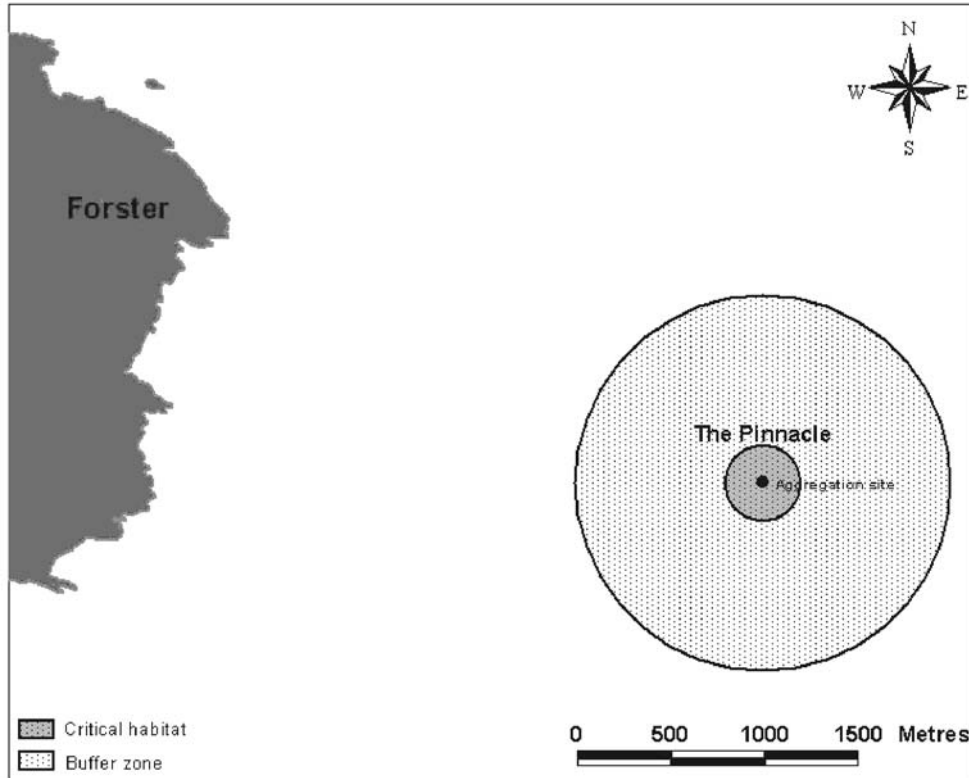 N
W E
S
Forster
The Pinnacle
Aggregation site
Critical habitat
Buffer zone
0 500 1000 1500 Metres